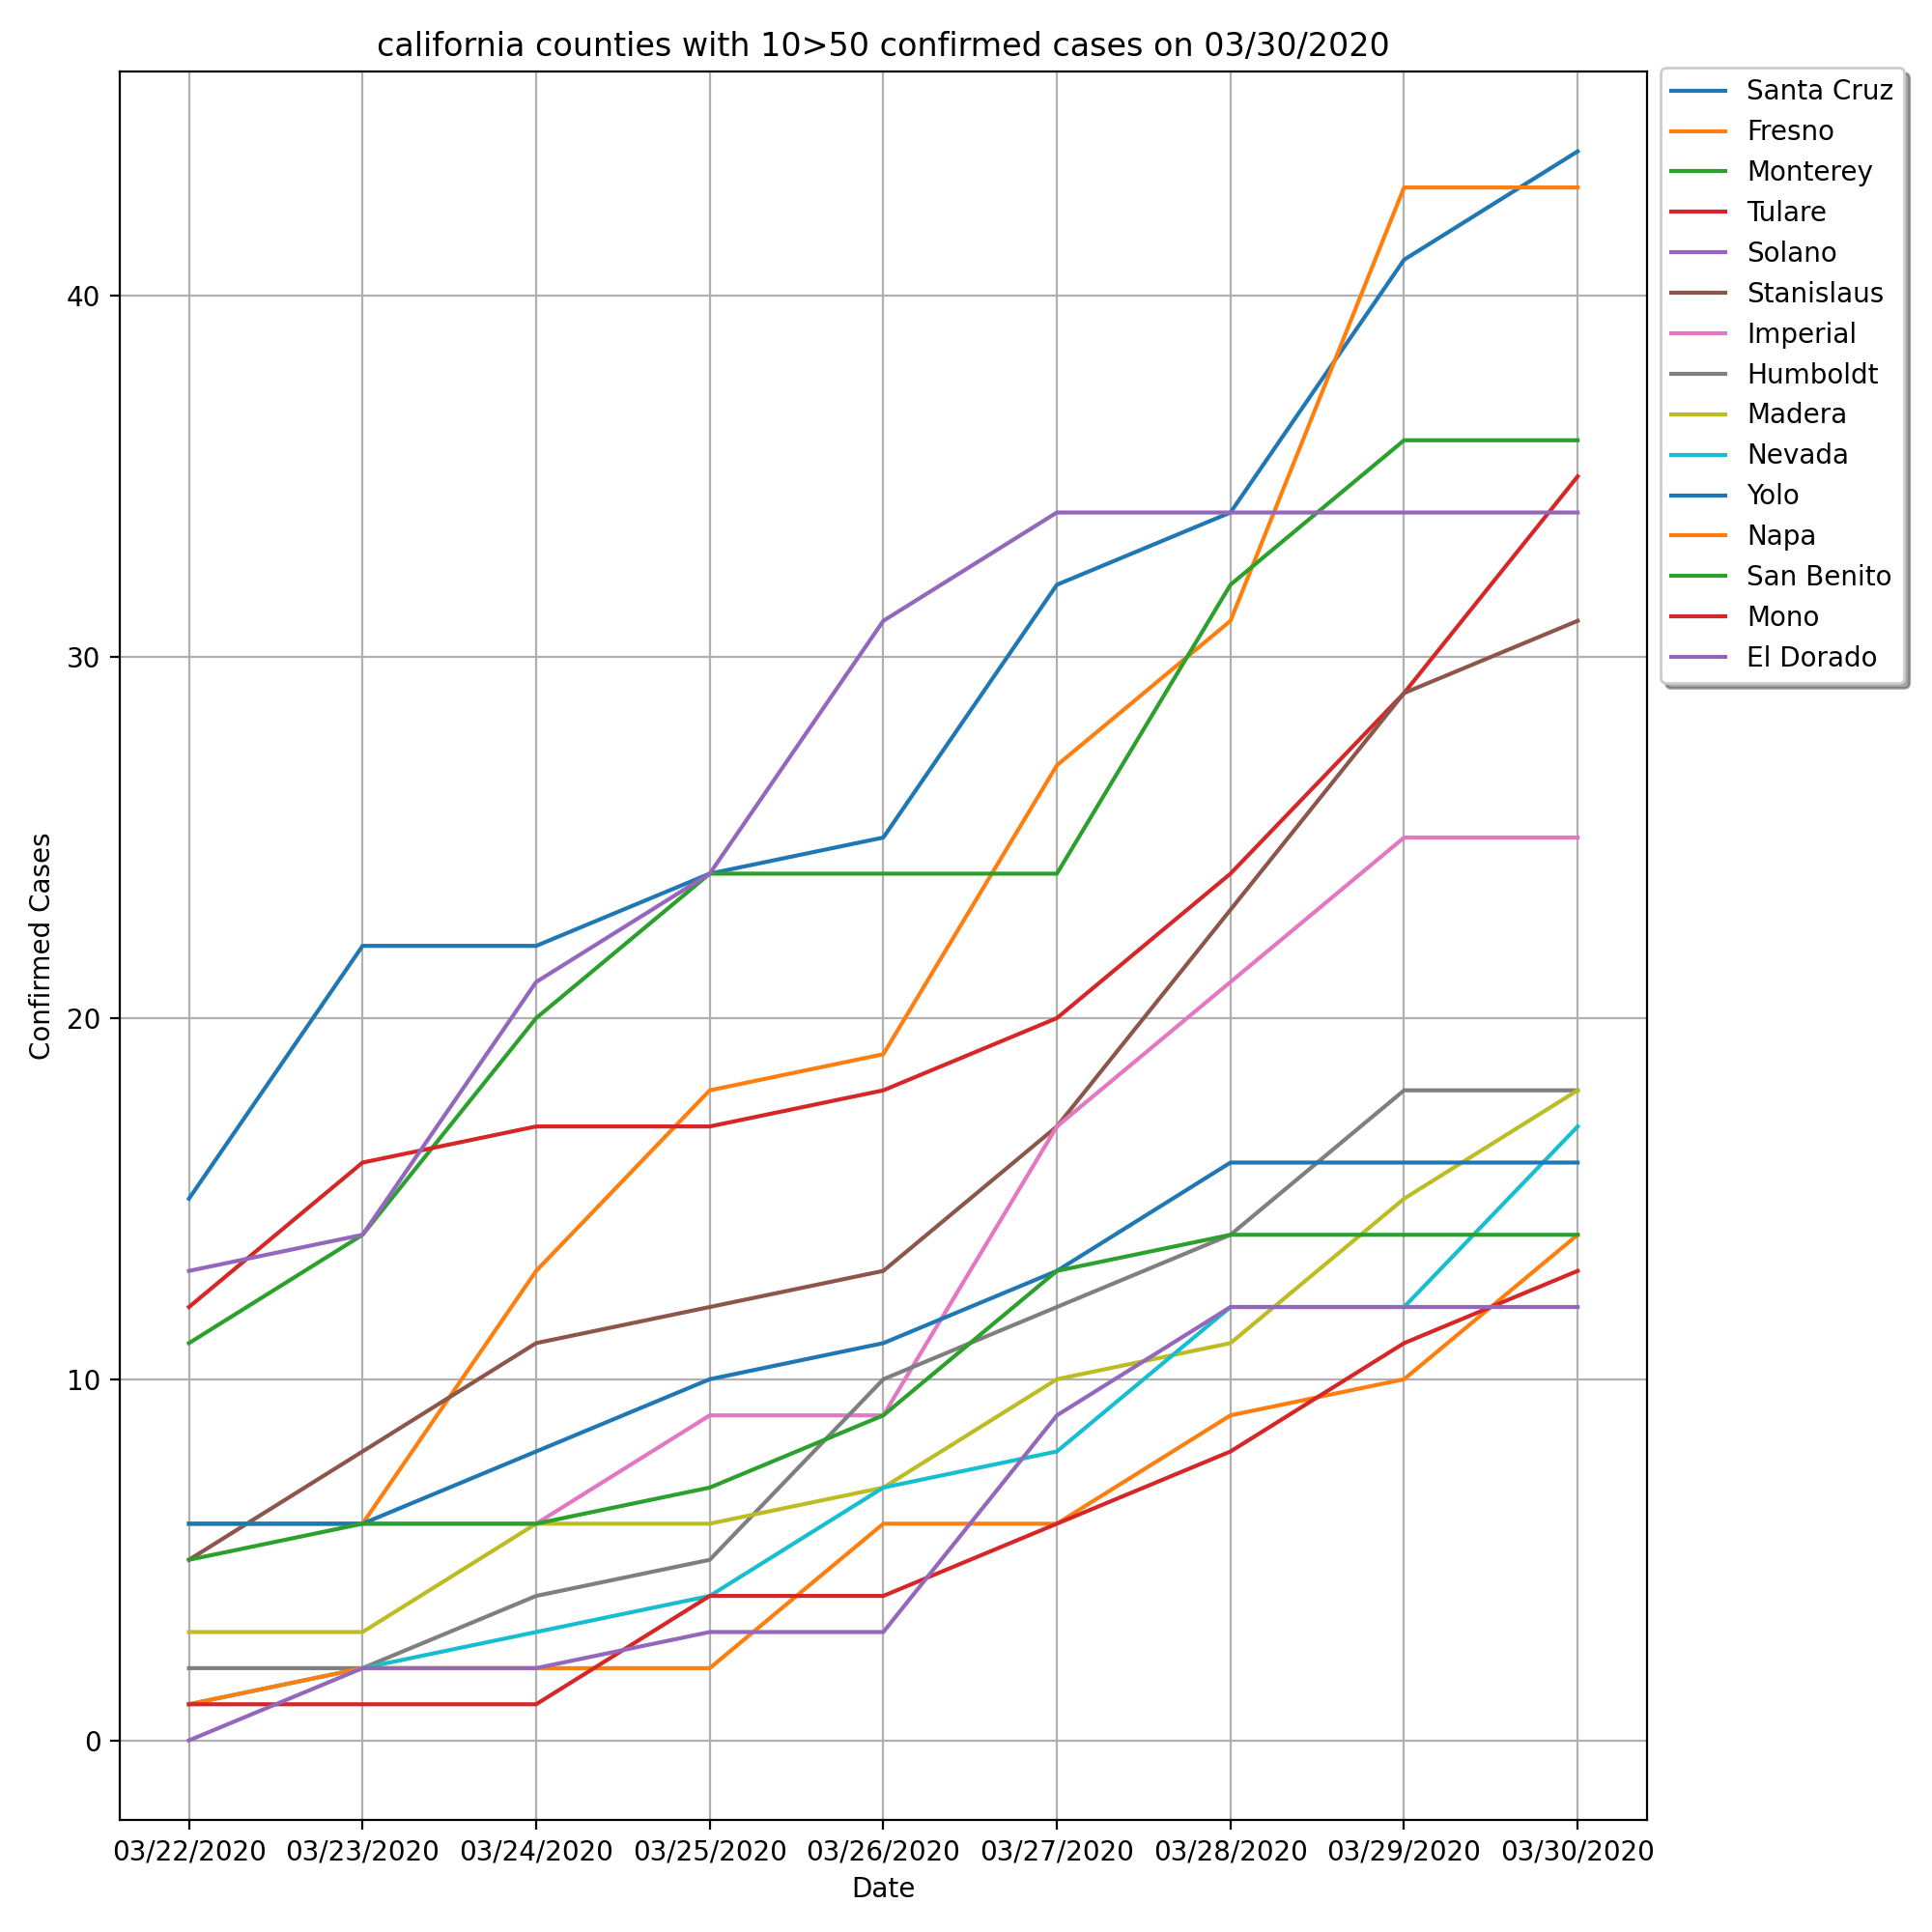 california counties with 10>50 confirmed cases on 03/30/2020
Santa Cruz
Fresno
Monterey
Tulare
Solano
Stanislaus
Imperial
Humboldt
Madera
Nevada
Yolo
Napa
San Benito
Mono
El Dorado
40
30
20
10
0
Confirmed Cases
03/22/2020 03/23/2020 03/24/2020 03/25/2020 03/26/2020 03/27/2020 03/28/2020 03/29/2020 03/30/2020
Date